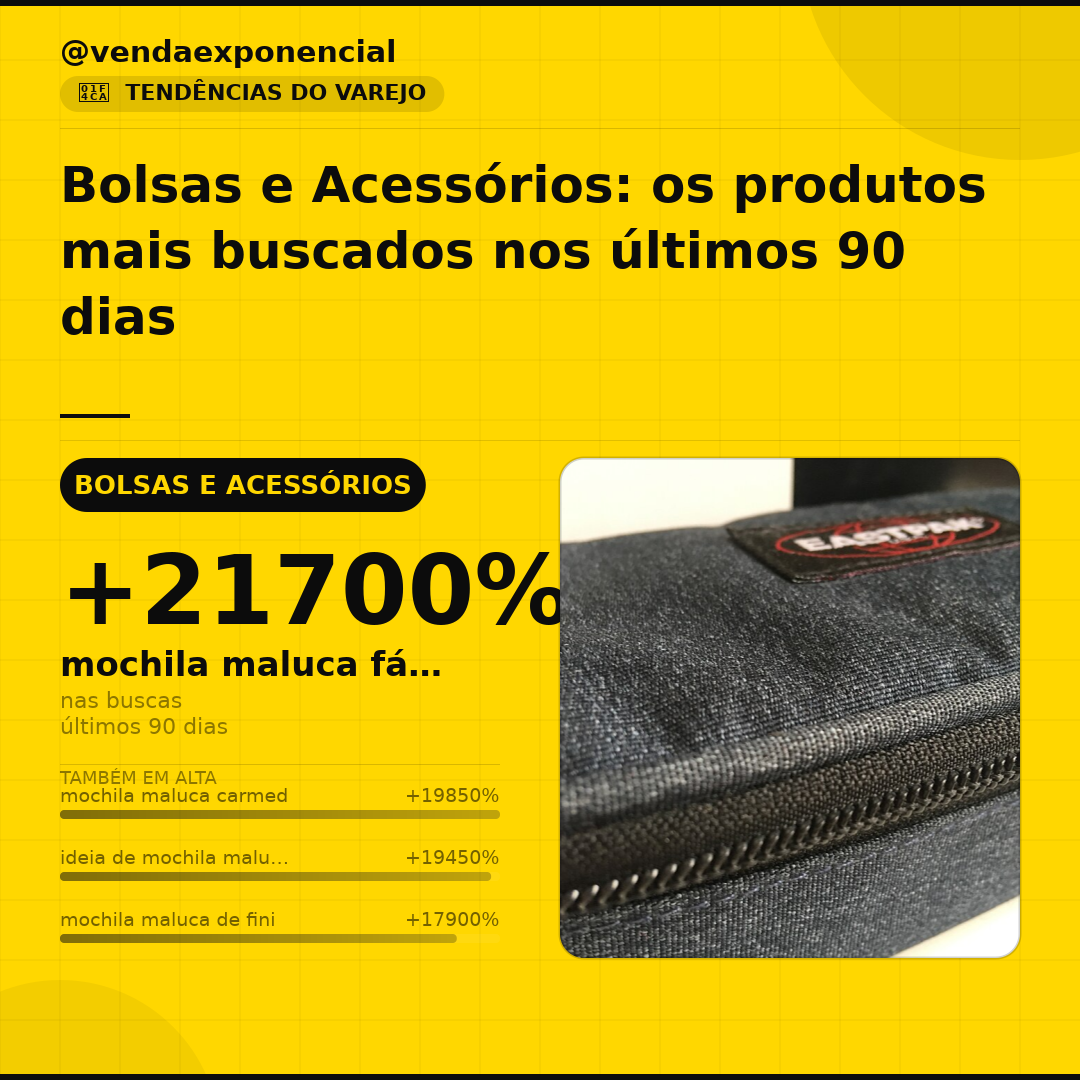 @vendaexponencial
TENDÊNCIAS DO VAREJO
Bolsas e Acessórios: os produtos
mais buscados nos últimos 90
dias
BOLSAS E ACESSÓRIOS
+21700%
mochila maluca fá...
nas buscas
últimos 90 dias
TAMBÉM EM ALTA
mochila maluca carmed +19850%
ideia de mochila malu... +19450%
mochila maluca de fini +17900%
EASTPAK